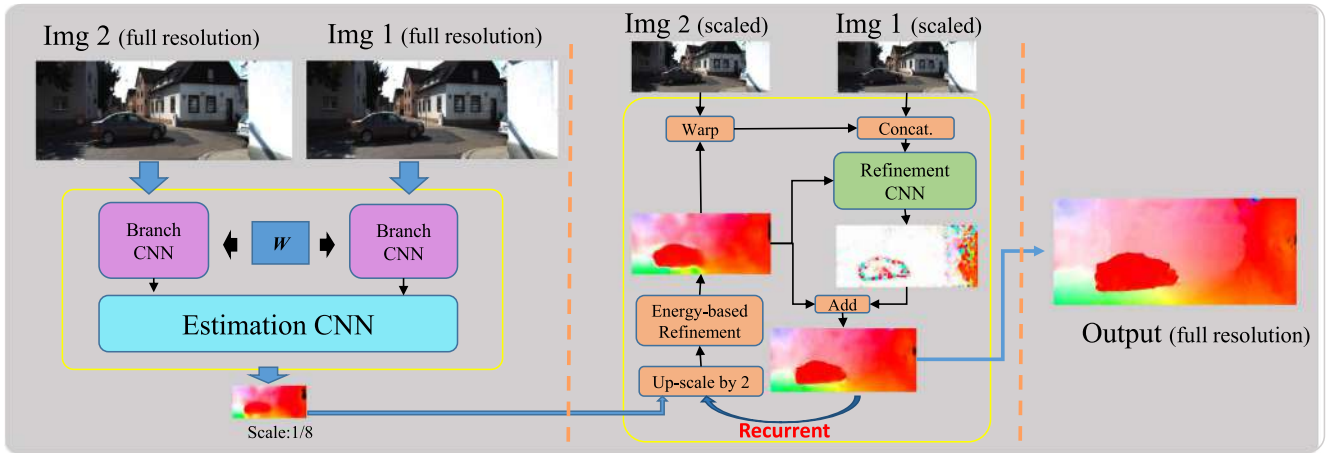 Img 2 (full resolution)
Img 1 (full resolution)
Branch
CNN
W
Branch
CNN
Estimation CNN
Scale:1/8
Img 2 (scaled)
Img 1 (scaled)
Warp
Concat.
Refinement
CNN
Energy-based
Refinement
Add
Up-scale by 2
Recurrent
Output (full resolution)